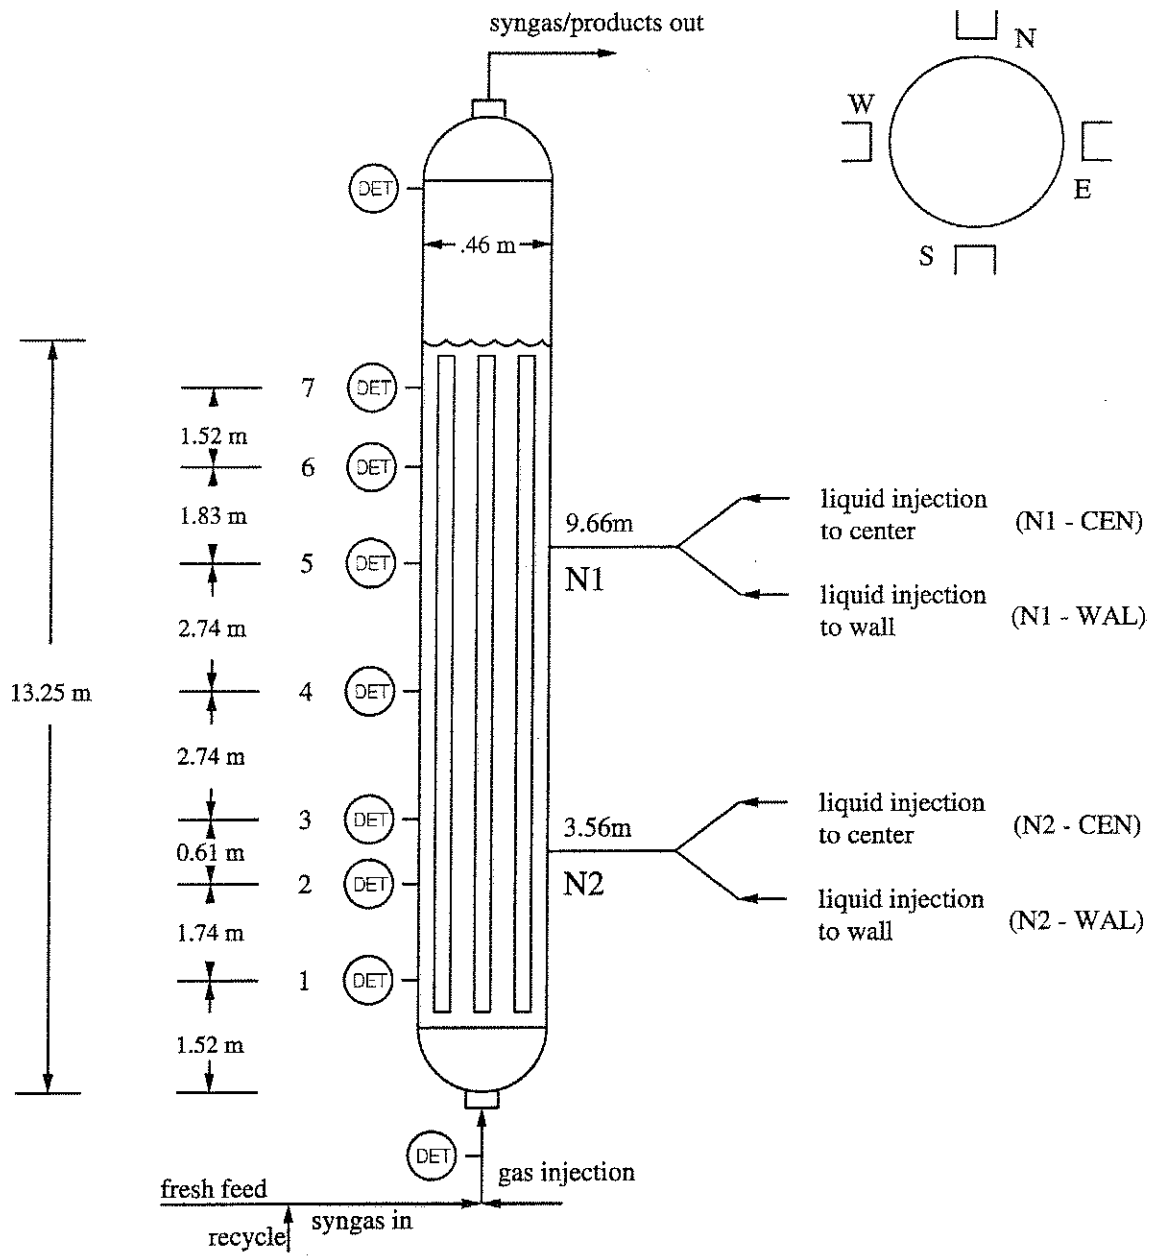 syngas/products out
N
W
E
S
DET
.46 m
7
DET
1.52 m
6
DET
1.83 m
9.66m
liquid injection
to center
(N1 - CEN)
5
DET
N1
liquid injection
to wall
(N1 - WAL)
2.74 m
13.25 m
4
DET
2.74 m
3
DET
3.56m
liquid injection
to center
(N2 - CEN)
0.61 m
2
DET
N2
liquid injection
to wall
(N2 - WAL)
1.74 m
1
DET
1.52 m
DET
gas injection
fresh feed
syngas in
recycle